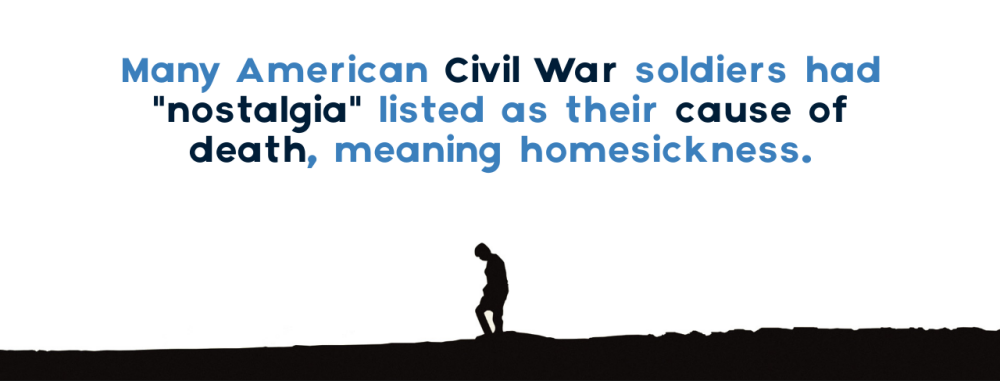 Many American Civil War soldiers had
"nostalgia" listed as their cause of
death, meaning homesickness.